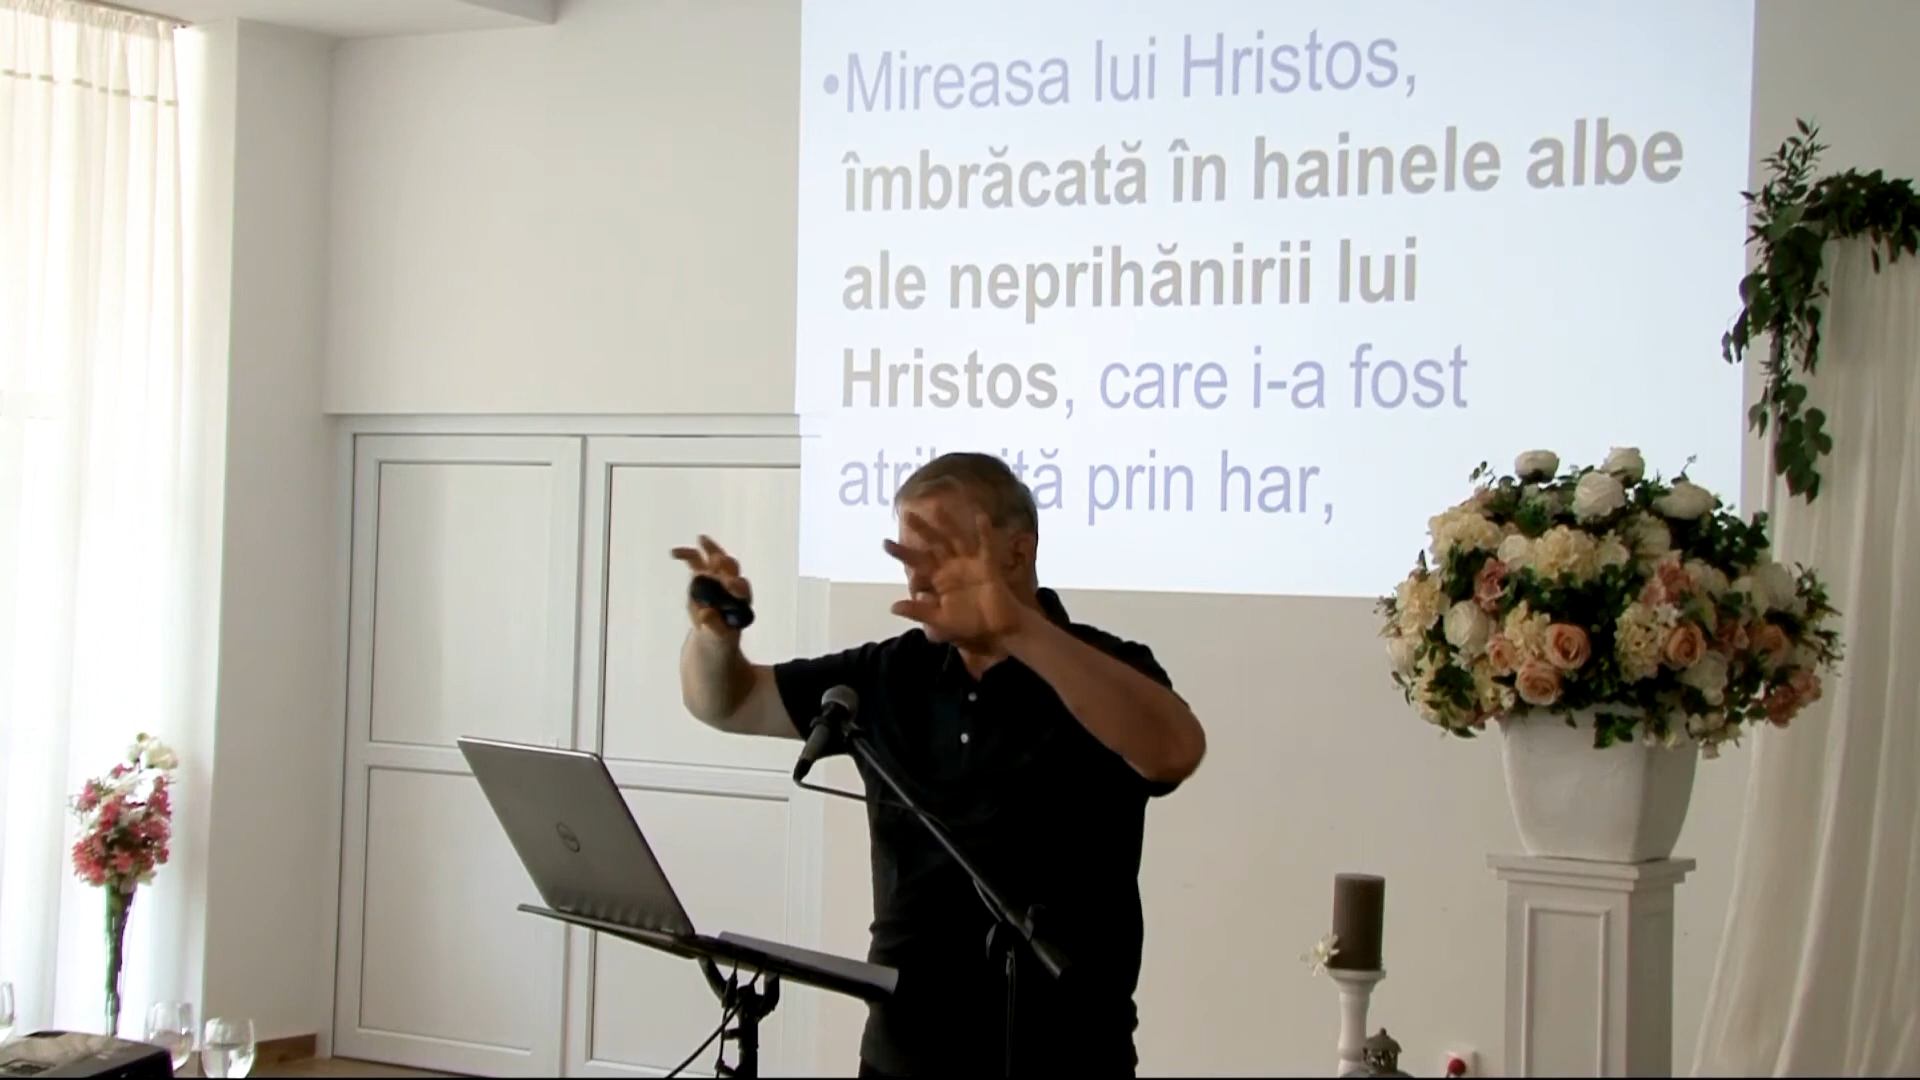 •Mireasa lui Hristos,
îmbrăcată în hainele albe
ale neprihănirii lui
Hristos, care i-a fost
prin har,